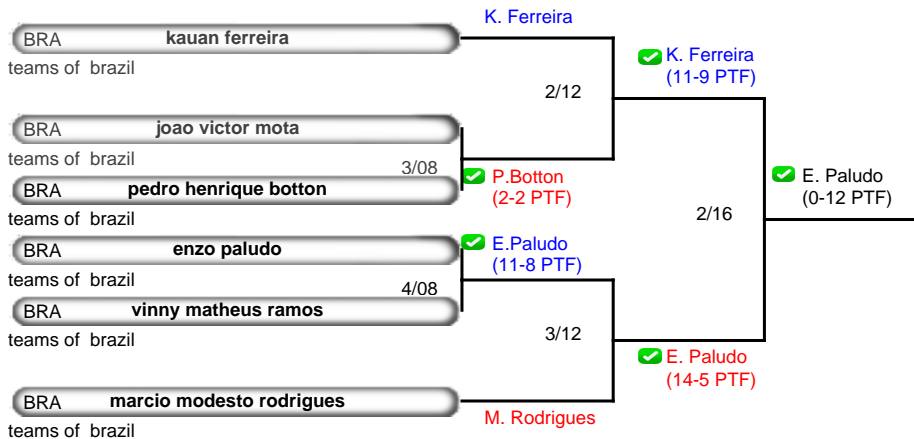 K. Ferreira
BRA kauan ferreira
teams of brazil
K. Ferreira
(11-9 PTF)
2/12
BRA joao victor mota
teams of brazil
3/08
P.Botton
(2-2 PTF)
BRA pedro henrique botton
teams of brazil
E. Paludo
(0-12 PTF)
2/16
BRA enzo paludo
teams of brazil
E.Paludo
(11-8 PTF)
4/08
BRA vinny matheus ramos
teams of brazil
3/12
E. Paludo
(14-5 PTF)
BRA marcio modesto rodrigues
teams of brazil
M. Rodrigues